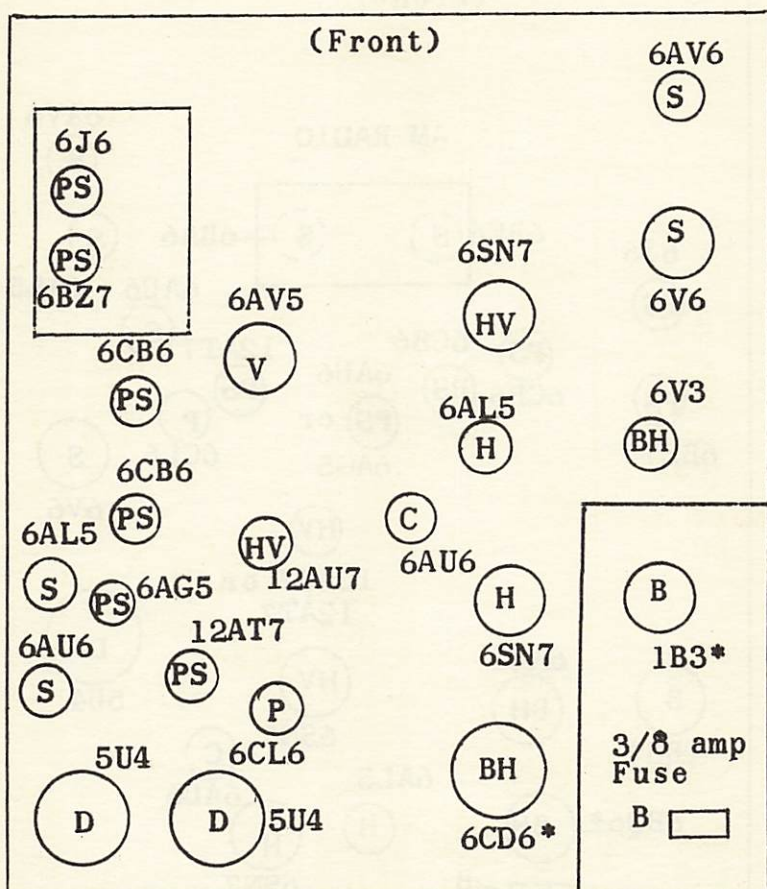 (Front)
6AV6
S
6J6
PS
PS
6BZ7
S
6V6
6SN7
HV
6AV5
V
6CB6
PS
6AL5
H
6V3
BH
6CB6
PS
C
6AU6
HV
12AU7
6AL5
S
PS
6AG5
H
6SN7
B
1B3*
6AU6
S
12AT7
PS
P
6CL6
5U4
D
D
5U4
BH
6CD6*
3/8 amp
Fuse
B